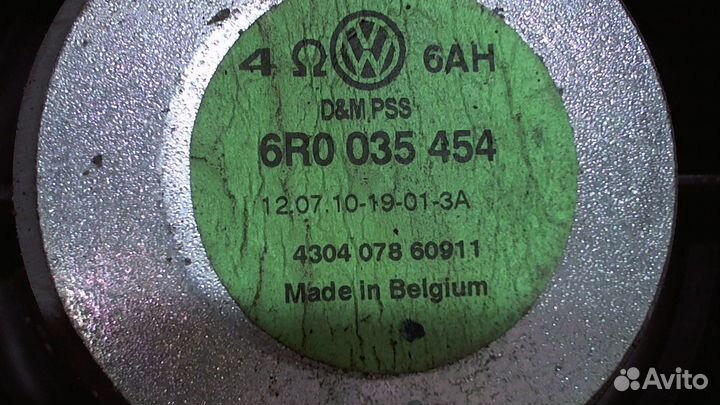 4 Ω VW 6AH
D&M PSS
6R0 035 454
12.07.10-19-01-3A
4304 078 60911
Made in Belgium
Avito